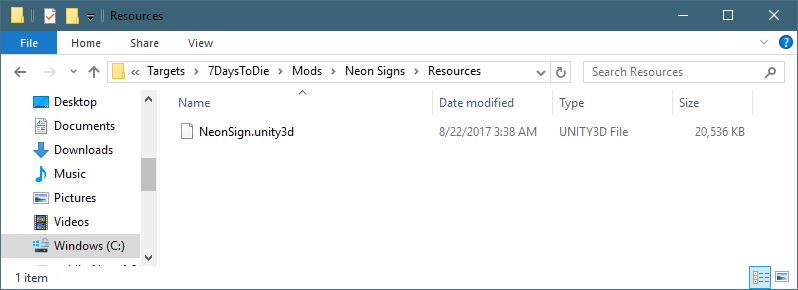 Resources
File Home Share View
« Targets > 7DaysToDie > Mods > Neon Signs > Resources Search Resources
Name Date modified Type Size
NeonSign.unity3d 8/22/2017 3:38 AM UNITY3D File 20,536 KB
Desktop
Documents
Downloads
Music
Pictures
Videos
Windows (C:)
1 item